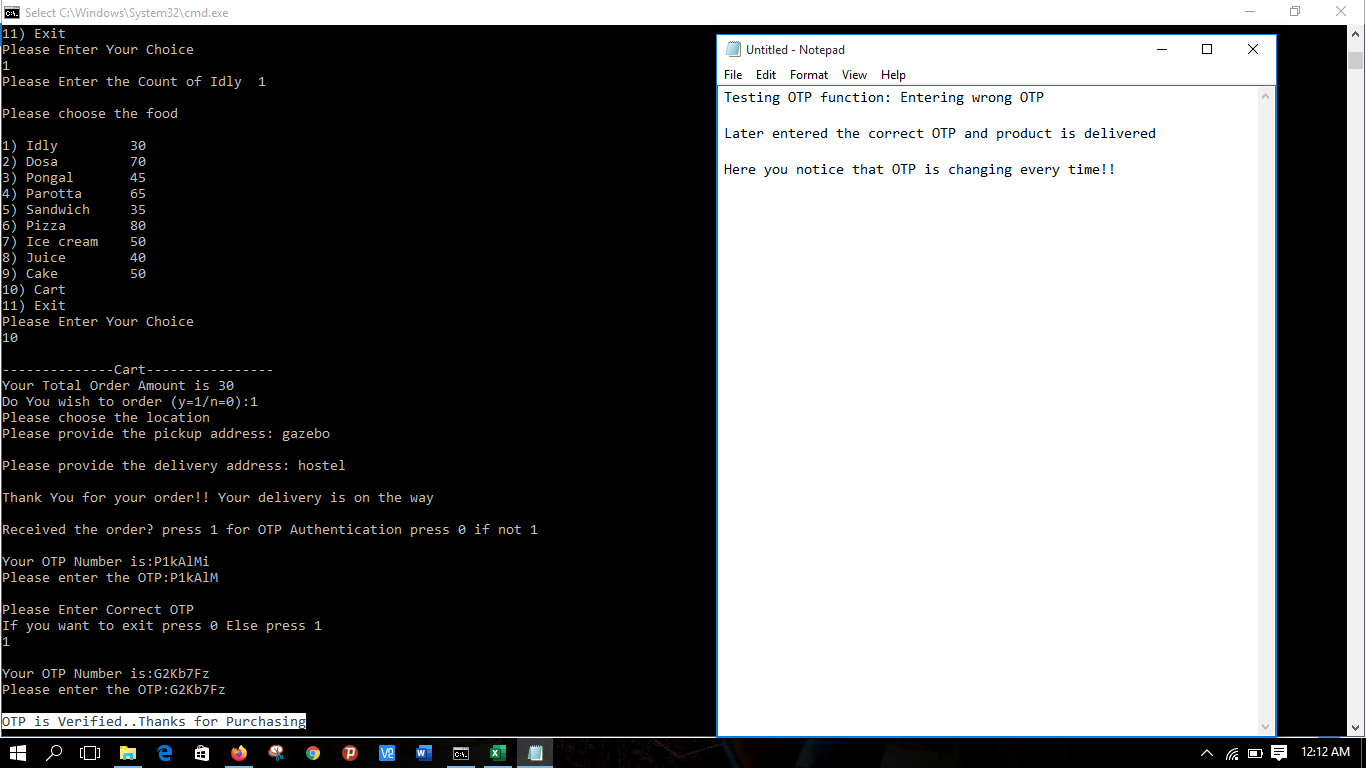 Select C:\Windows\System32\cmd.exe
11) Exit
Please Enter Your Choice
1
Please Enter the Count of Idly  1
Please choose the food
1) Idly         30
2) Dosa         70
3) Pongal       45
4) Parotta      65
5) Sandwich     35
6) Pizza        80
7) Ice cream    50
8) Juice        40
9) Cake         50
10) Cart
11) Exit
Please Enter Your Choice
10
--------------Cart----------------
Your Total Order Amount is 30
Do You wish to order (y=1/n=0):1
Please choose the location
Please provide the pickup address: gazebo
Please provide the delivery address: hostel
Thank You for your order!! Your delivery is on the way
Received the order? press 1 for OTP Authentication press 0 if not 1
Your OTP Number is:P1kAlMi
Please enter the OTP:P1kAlM
Please Enter Correct OTP
If you want to exit press 0 Else press 1
1
Your OTP Number is:G2Kb7Fz
Please enter the OTP:G2Kb7Fz
OTP is Verified..Thanks for Purchasing
Untitled - Notepad
File Edit Format View Help
Testing OTP function: Entering wrong OTP
Later entered the correct OTP and product is delivered
Here you notice that OTP is changing every time!!
12:12 AM